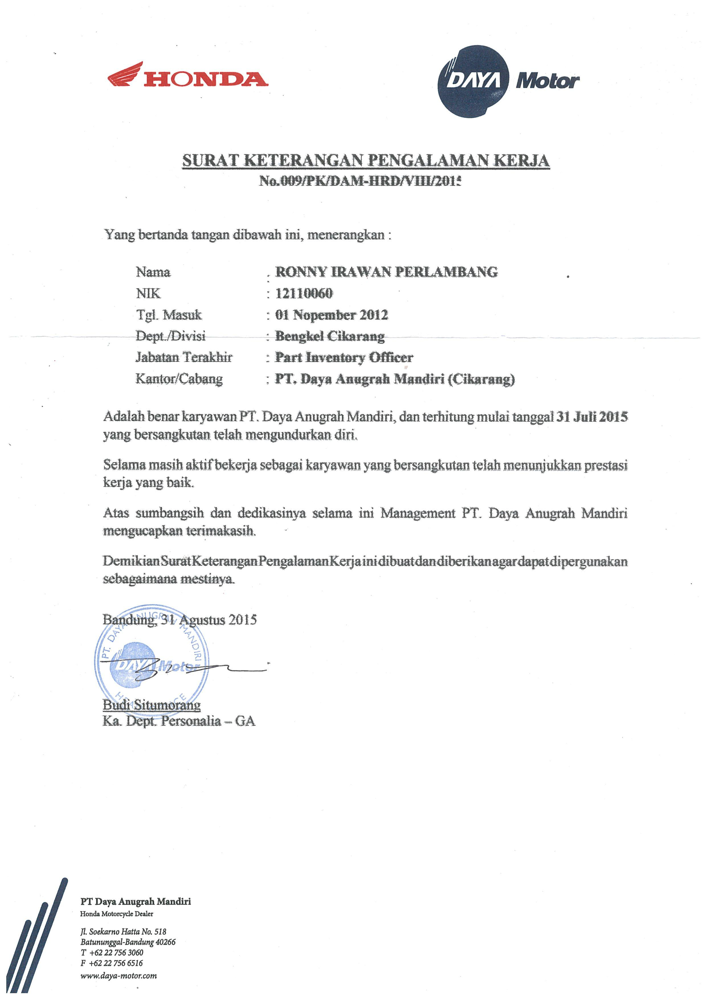 HONDA
DAYA Motor
SURAT KETERANGAN PENGALAMAN KERJA
No.009/PK/DAM-HRD/VIII/2015
Yang bertanda tangan dibawah ini, menerangkan :
Nama : RONNY IRAWAN PERLAMBANG
NIK : 12110060
Tgl. Masuk : 01 Nopember 2012
Dept./Divisi : Bengkel Cikarang
Jabatan Terakhir : Part Inventory Officer
Kantor/Cabang : PT. Daya Anugrah Mandiri (Cikarang)
Adalah benar karyawan PT. Daya Anugrah Mandiri, dan terhitung mulai tanggal 31 Juli 2015
yang bersangkutan telah mengundurkan diri.
Selama masih aktif bekerja sebagai karyawan yang bersangkutan telah menunjukkan prestasi
kerja yang baik.
Atas sumbangsih dan dedikasinya selama ini Management PT. Daya Anugrah Mandiri
mengucapkan terimakasih.
Demikian Surat Keterangan Pengalaman Kerja ini dibuat dan diberikan agar dapat dipergunakan
sebagaimana mestinya.
Bandung, 31 Agustus 2015
PT. DAYA ANUGRAH MANDIRI
DAYA Motor
HEAD OFFICE
Budi Situmorang
Ka. Dept. Personalia – GA
PT Daya Anugrah Mandiri
Honda Motorcycle Dealer
Jl. Soekarno Hatta No. 518
Batununggal-Bandung 40266
T +62 22 756 3060
F +62 22 756 6516
www.daya-motor.com